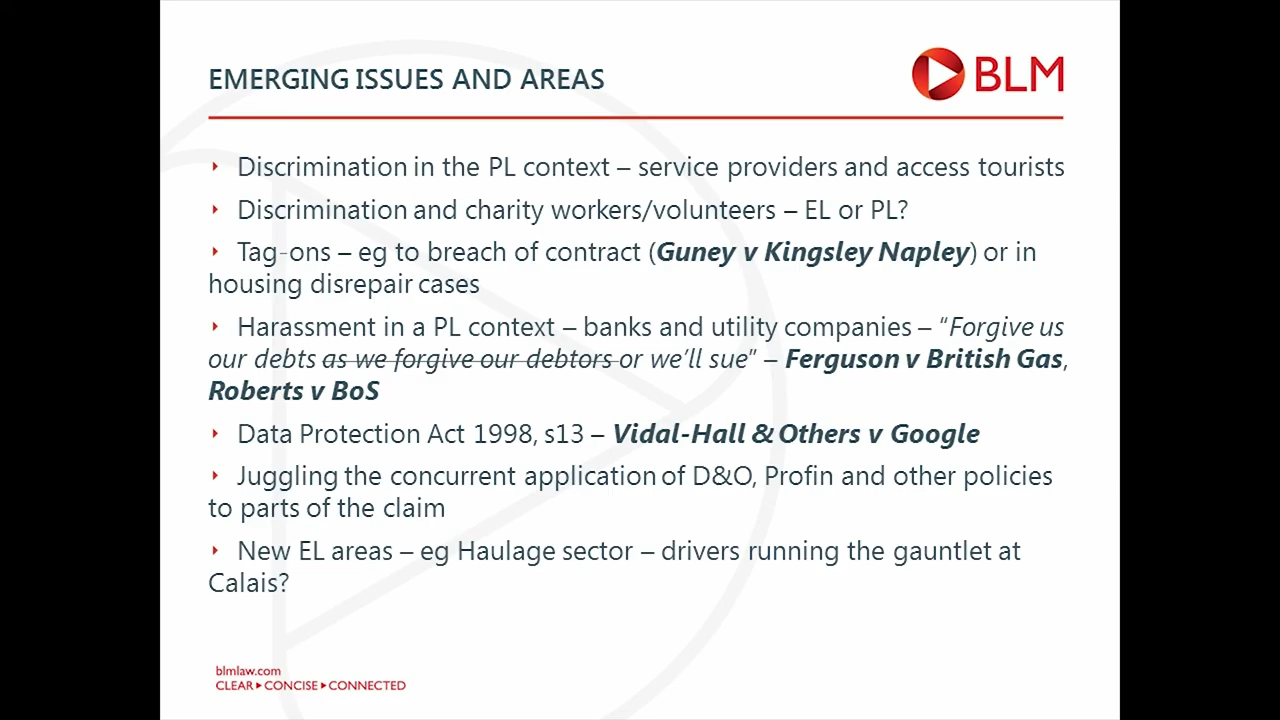 EMERGING ISSUES AND AREAS
BLM
Discrimination in the PL context – service providers and access tourists
Discrimination and charity workers/volunteers – EL or PL?
Tag-ons – eg to breach of contract (Guney v Kingsley Napley) or in
housing disrepair cases
Harassment in a PL context – banks and utility companies – “Forgive us
our debts as we forgive our debtors or we’ll sue” – Ferguson v British Gas,
Roberts v BoS
Data Protection Act 1998, s13 – Vidal-Hall & Others v Google
Juggling the concurrent application of D&O, Profin and other policies
to parts of the claim
New EL areas – eg Haulage sector – drivers running the gauntlet at
Calais?
blmlaw.com
CLEAR▸CONCISE▸CONNECTED